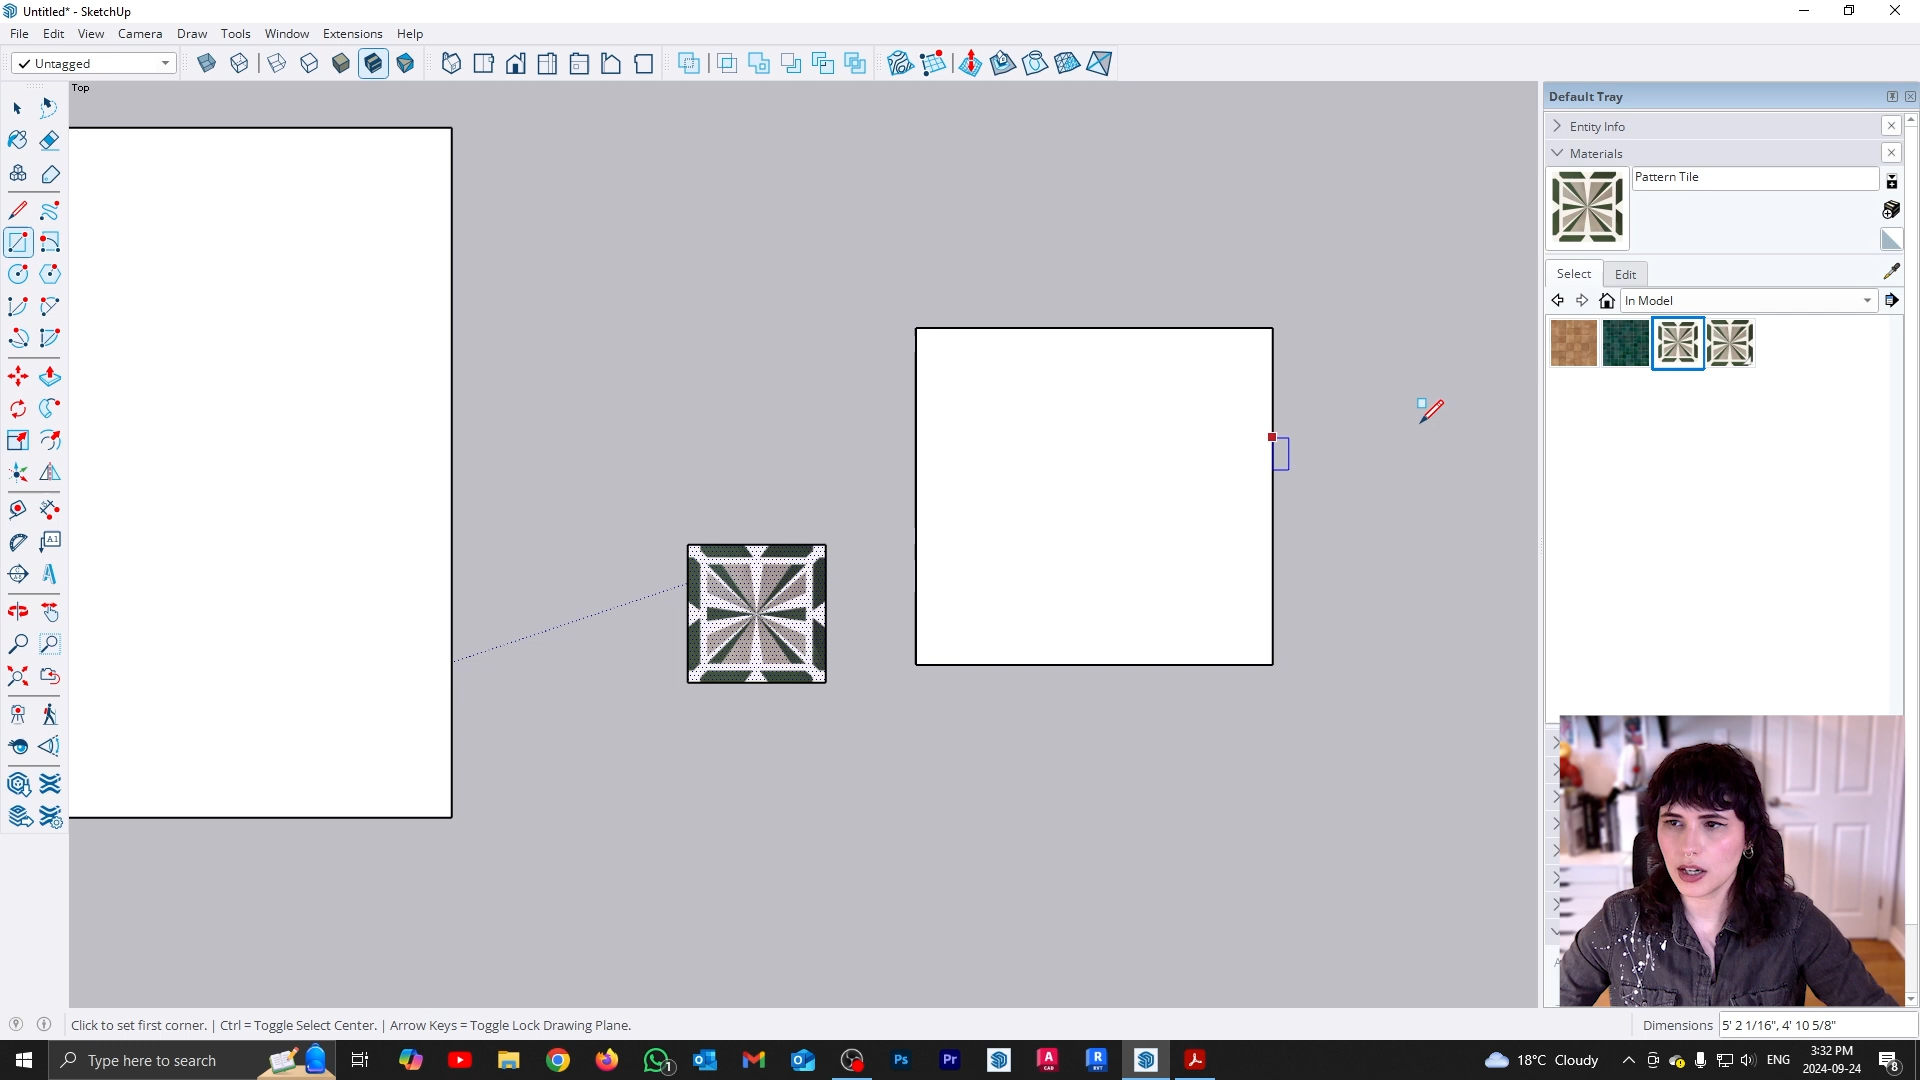 Untitled* - SketchUp
File Edit View Camera Draw Tools Window Extensions Help
Untagged
Top
Default Tray
Entity Info
Materials
Pattern Tile
Select Edit
In Model
Click to set first corner. | Ctrl = Toggle Select Center. | Arrow Keys = Toggle Lock Drawing Plane.
Dimensions 5' 2 1/16", 4' 10 5/8"
Type here to search
18°C Cloudy
ENG
3:32 PM
2024-09-24